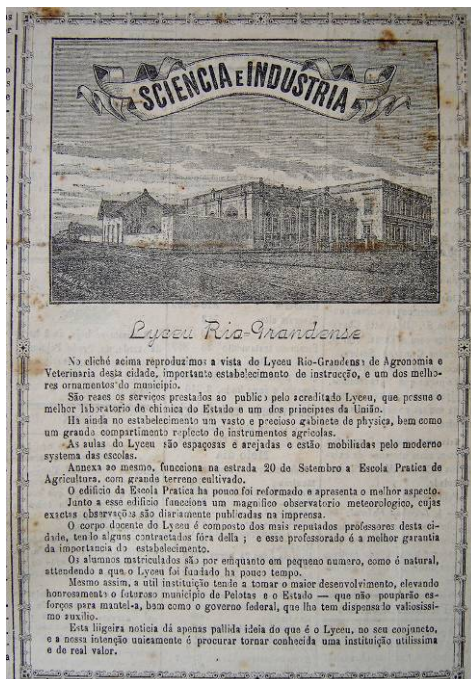 SCIENCIA E INDUSTRIA
Lyceu Rio-Grandense
No cliché acima reproduzimos a vista do Lyceu Rio-Grandense de Agronomia e
Veterinaria desta cidade, importante estabelecimento de instrucção, e um dos melho-
res ornamentos do municipio.
São reaes os serviços prestados ao publico pelo acreditado Lyceu, que possue o
melhor laboratorio de chimica do Estado e um dos principaes da União.
Ha ainda no estabelecimento um vasto e precioso gabinete de physica, bem como
um grande compartimento repleto de instrumentos agricolas.
As aulas do Lyceu são espaçosas e arejadas e estão mobiliadas pelo moderno
systema das escolas.
Annexa ao mesmo, funcciona na estrada 20 de Setembro a Escola Pratica de
Agricultura, com grande terreno cultivado.
O edificio da Escola Pratica ha pouco foi reformado e apresenta o melhor aspecto.
Junto a esse edificio funcciona um magnifico observatorio meteorologico, cujas
exactas observações são diariamente publicadas na imprensa.
O corpo docente do Lyceu é composto dos mais reputados professores desta ci-
dade, tendo alguns contractados fóra della ; e esse professorado é a melhor garantia
da importancia do estabelecimento.
Os alumnos matriculados são por emquanto em pequeno numero, como é natural,
attendendo a que o Lyceu foi fundado ha pouco tempo.
Mesmo assim, a util instituição tende a tomar o maior desenvolvimento, elevando
honrosamente o futuroso municipio de Pelotas e o Estado — que não pouparão es-
forços para mantel-a, bem como o governo federal, que lha tem dispensado valiosissi-
mo auxilio.
Esta liigeira noticia dá apenas pallida ideia do que é o Lyceu, no seu conjuncto,
e a nossa intenção unicamente é procurar tornar conhecida uma instituição utilissima
e de real valor.